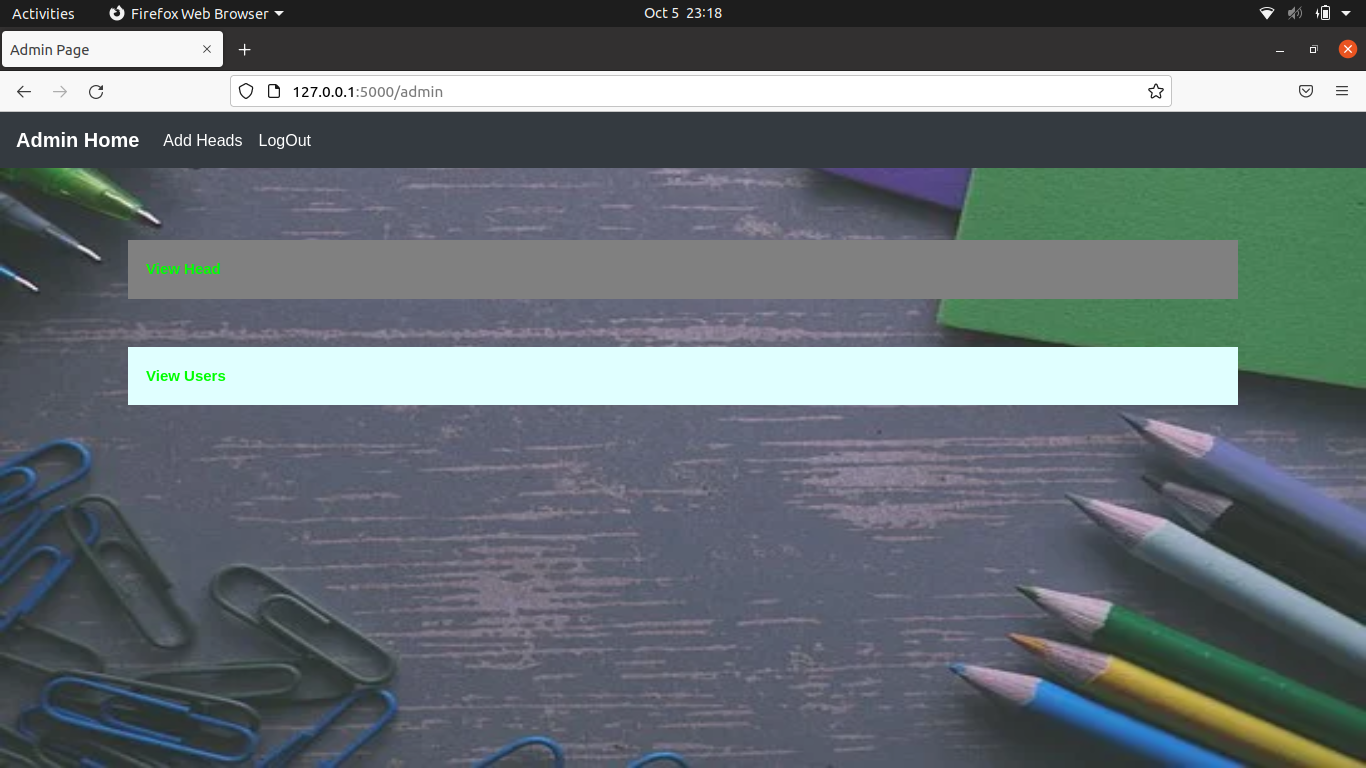 Activities Firefox Web Browser Oct 5 23:18
Admin Page
127.0.0.1:5000/admin
Admin Home Add Heads LogOut
View Head
View Users